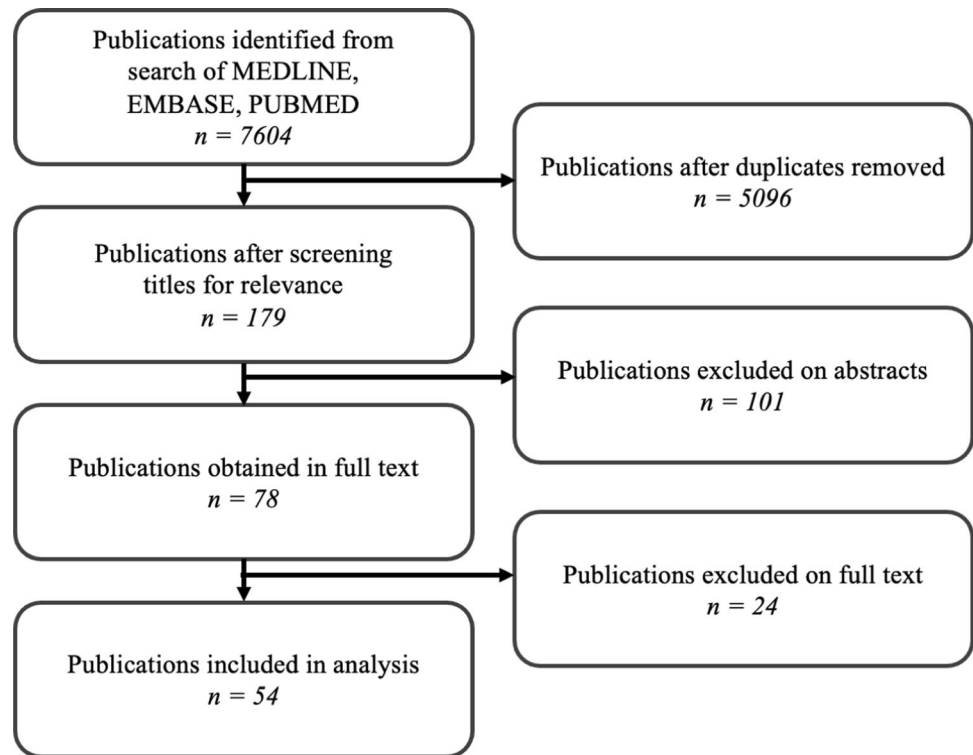 Publications identified from
search of MEDLINE,
EMBASE, PUBMED
n = 7604
Publications after duplicates removed
n = 5096
Publications after screening
titles for relevance
n = 179
Publications excluded on abstracts
n = 101
Publications obtained in full text
n = 78
Publications excluded on full text
n = 24
Publications included in analysis
n = 54